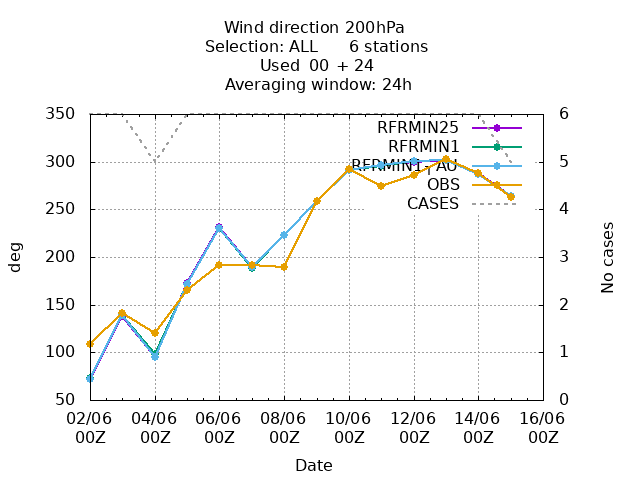 Wind direction 200hPa
Selection: ALL 6 stations
Used 00 + 24
Averaging window: 24h
350 6
RFRMIN25
RFRMIN1
300 RFRMIN1- AU 5
OBS
250 CASES 4
deg
200 3
No cases
150 2
100 1
50 0
02/06 04/06 06/06 08/06 10/06 12/06 14/06 16/06
00Z 00Z 00Z 00Z 00Z 00Z 00Z 00Z
Date